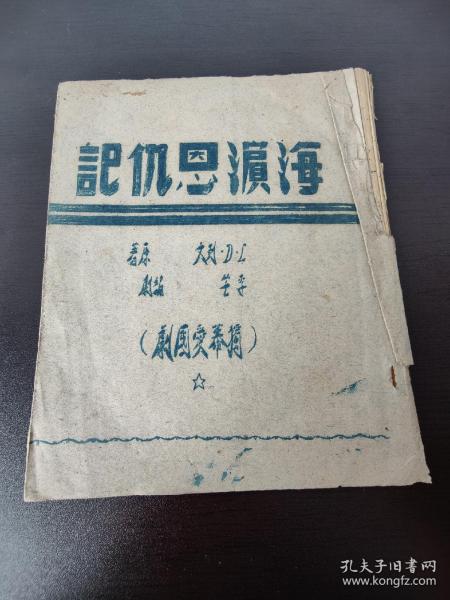 海濱恩仇記
L·D· 原著
李 編劇
(獨幕愛國劇)
☆
孔夫子旧书网
www.kongfz.com